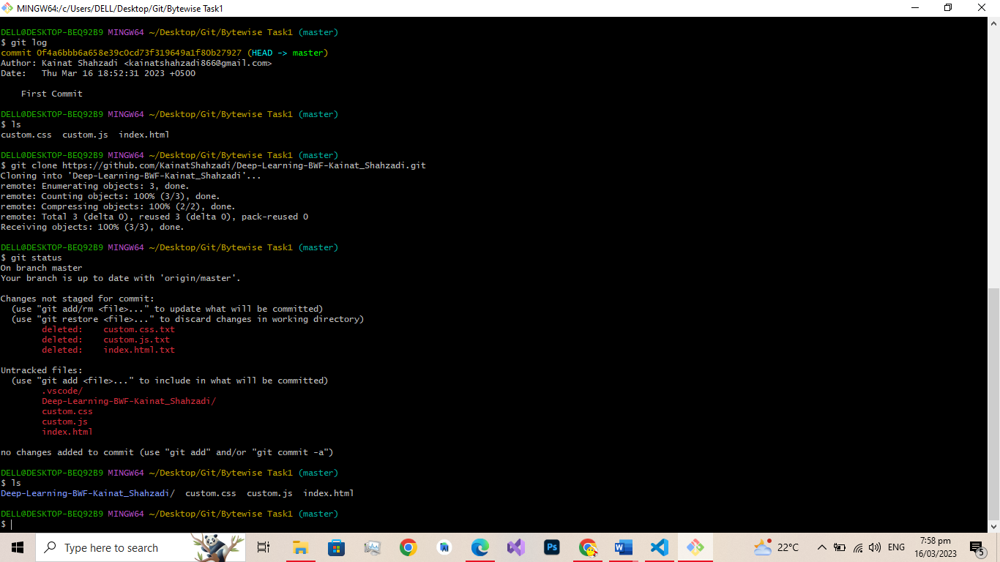 MINGW64:/c/Users/DELL/Desktop/Git/Bytewise Task1
DELL@DESKTOP-BEQ92B9 MINGW64 ~/Desktop/Git/Bytewise Task1 (master)
$ git log
commit 0f4a6bbb6a658e39c0cd73f319649a1f80b27927 (HEAD -> master)
Author: Kainat Shahzadi <kainatshahzadi866@gmail.com>
Date:   Thu Mar 16 18:52:31 2023 +0500
    First Commit
DELL@DESKTOP-BEQ92B9 MINGW64 ~/Desktop/Git/Bytewise Task1 (master)
$ ls
custom.css  custom.js  index.html
DELL@DESKTOP-BEQ92B9 MINGW64 ~/Desktop/Git/Bytewise Task1 (master)
$ git clone https://github.com/KainatShahzadi/Deep-Learning-BWF-Kainat_Shahzadi.git
Cloning into 'Deep-Learning-BWF-Kainat_Shahzadi'...
remote: Enumerating objects: 3, done.
remote: Counting objects: 100% (3/3), done.
remote: Compressing objects: 100% (2/2), done.
remote: Total 3 (delta 0), reused 3 (delta 0), pack-reused 0
Receiving objects: 100% (3/3), done.
DELL@DESKTOP-BEQ92B9 MINGW64 ~/Desktop/Git/Bytewise Task1 (master)
$ git status
On branch master
Your branch is up to date with 'origin/master'.
Changes not staged for commit:
  (use "git add/rm <file>..." to update what will be committed)
  (use "git restore <file>..." to discard changes in working directory)
        deleted:    custom.css.txt
        deleted:    custom.js.txt
        deleted:    index.html.txt
Untracked files:
  (use "git add <file>..." to include in what will be committed)
        .vscode/
        Deep-Learning-BWF-Kainat_Shahzadi/
        custom.css
        custom.js
        index.html
no changes added to commit (use "git add" and/or "git commit -a")
DELL@DESKTOP-BEQ92B9 MINGW64 ~/Desktop/Git/Bytewise Task1 (master)
$ ls
Deep-Learning-BWF-Kainat_Shahzadi/  custom.css  custom.js  index.html
DELL@DESKTOP-BEQ92B9 MINGW64 ~/Desktop/Git/Bytewise Task1 (master)
$
Type here to search
Ps
W
22°C
ENG
7:58 pm
16/03/2023
5